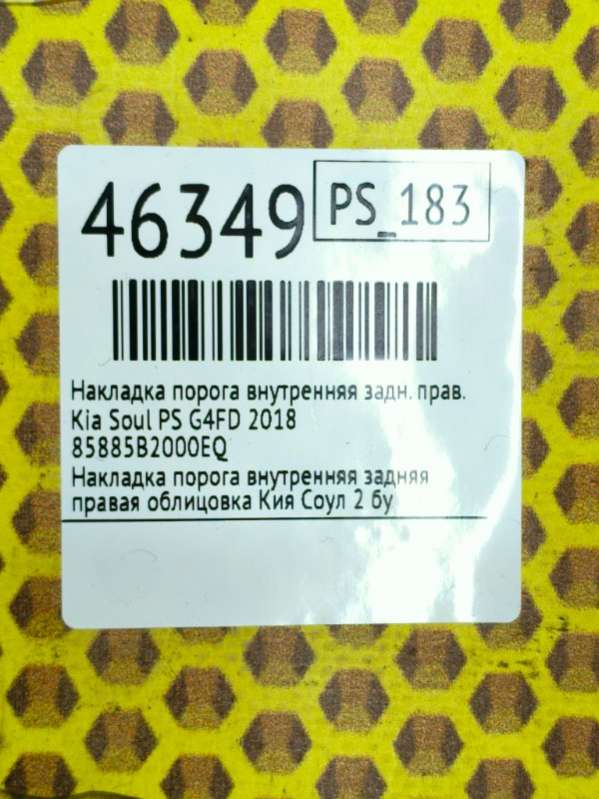 46349
PS_183
Накладка порога внутренняя задн. прав.
Kia Soul PS G4FD 2018
85885B2000EQ
Накладка порога внутренняя задняя
правая облицовка Кия Соул 2 бу